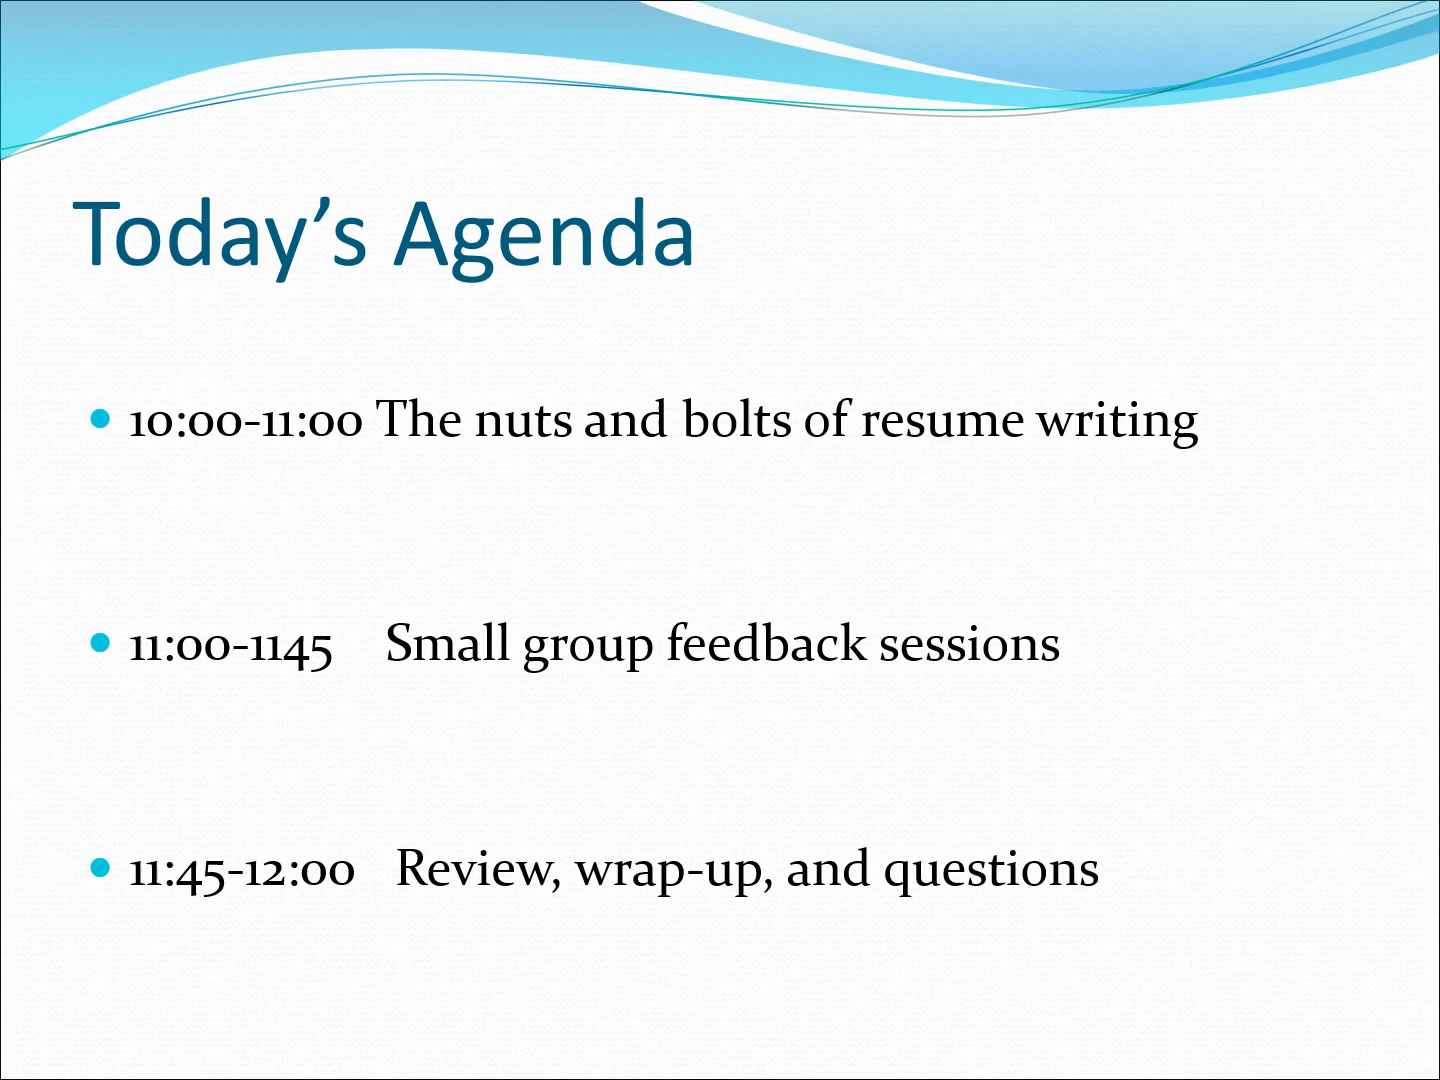 Today’s Agenda
• 10:00-11:00 The nuts and bolts of resume writing
• 11:00-1145 Small group feedback sessions
• 11:45-12:00 Review, wrap-up, and questions